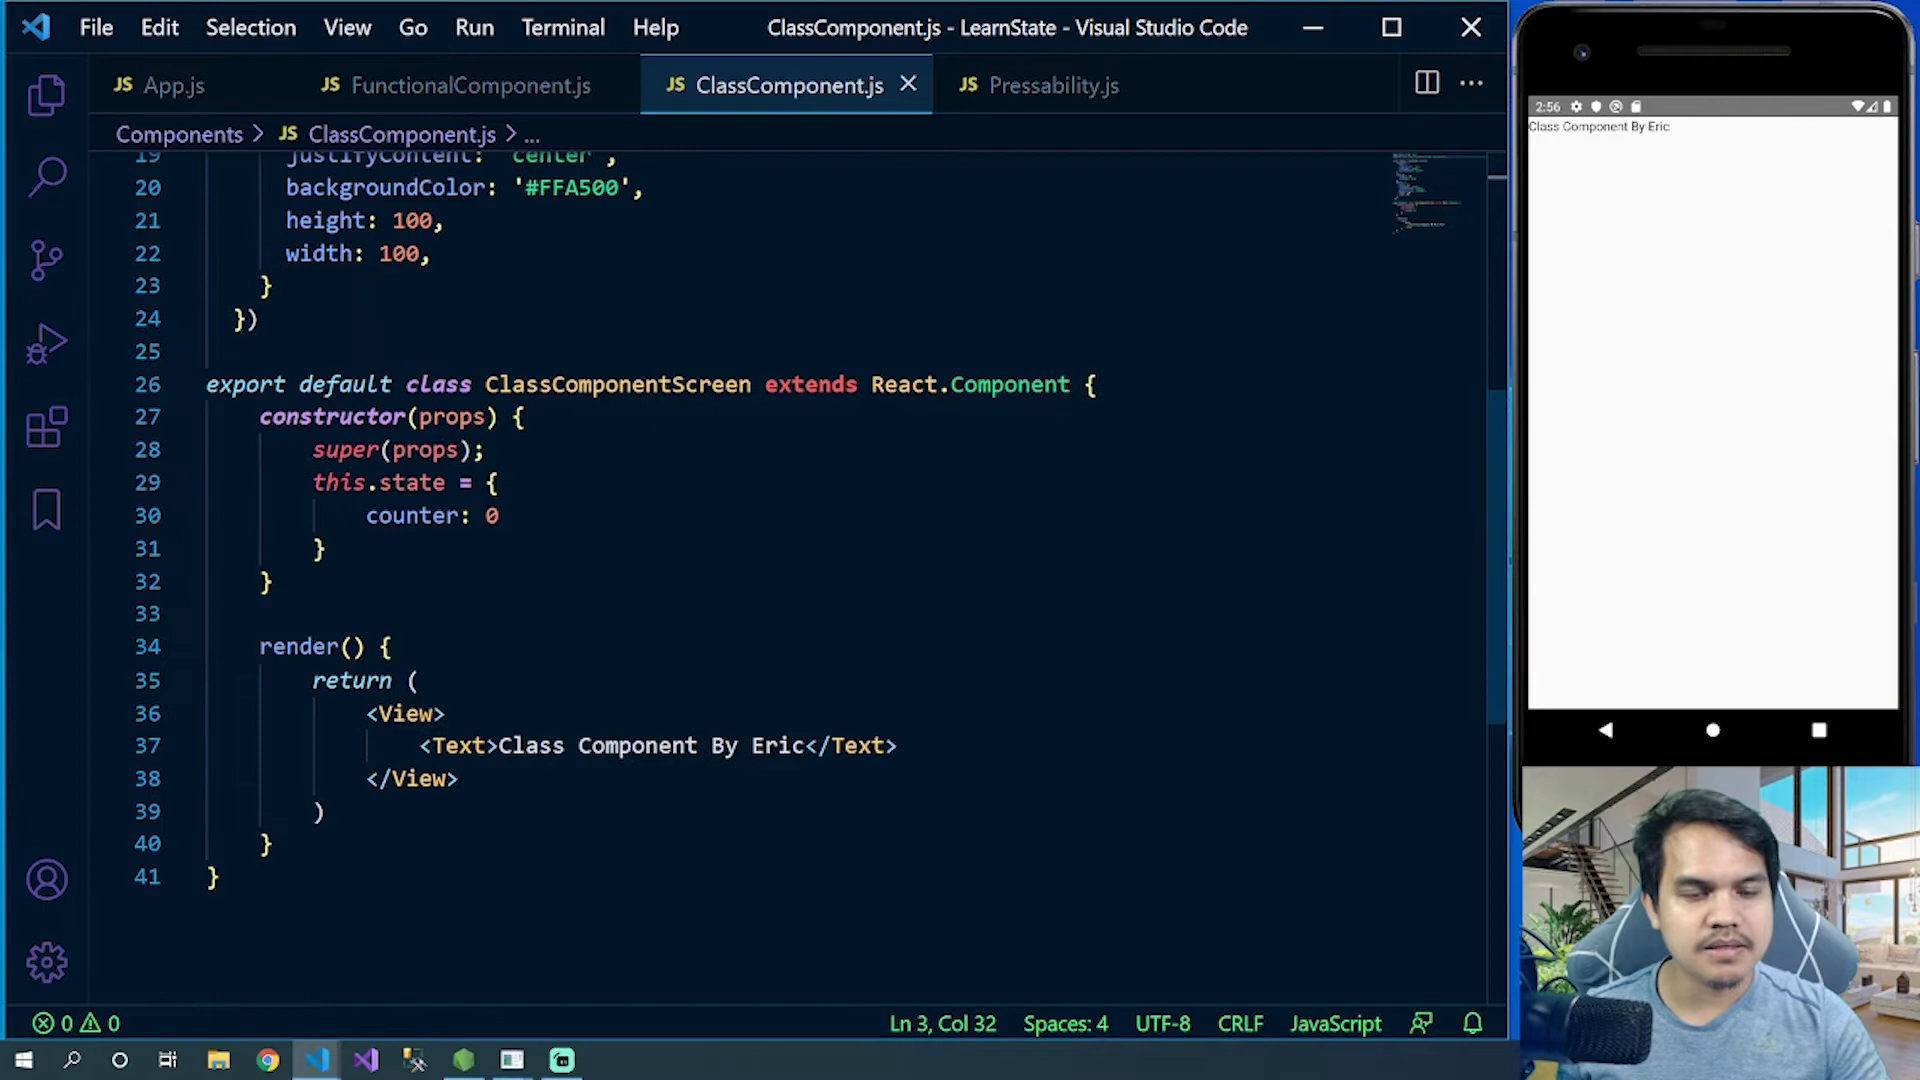 File Edit Selection View Go Run Terminal Help ClassComponent.js - LearnState - Visual Studio Code
JS App.js JS FunctionalComponent.js JS ClassComponent.js JS Pressability.js
Components > JS ClassComponent.js > ...
19 justifyContent: 'center',
20 backgroundColor: '#FFA500',
21 height: 100,
22 width: 100,
23 }
24 })
25
26 export default class ClassComponentScreen extends React.Component {
27 constructor(props) {
28 super(props);
29 this.state = {
30 counter: 0
31 }
32 }
33
34 render() {
35 return (
36 <View>
37 <Text>Class Component By Eric</Text>
38 </View>
39 )
40 }
41 }
0 0 Ln 3, Col 32 Spaces: 4 UTF-8 CRLF JavaScript
2:56
Class Component By Eric